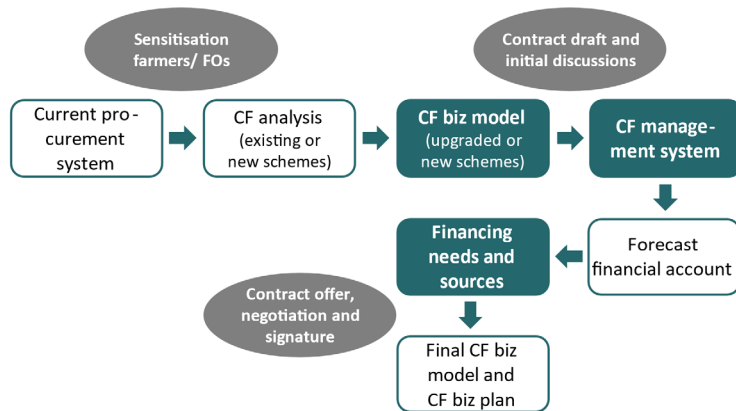 Sensitisation
farmers/ FOs
Contract draft and
initial discussions
Current pro-
curement
system
CF analysis
(existing or
new schemes)
CF biz model
(upgraded or
new schemes)
CF manage-
ment system
Financing
needs and
sources
Forecast
financial account
Contract offer,
negotiation and
signature
Final CF biz
model and
CF biz plan